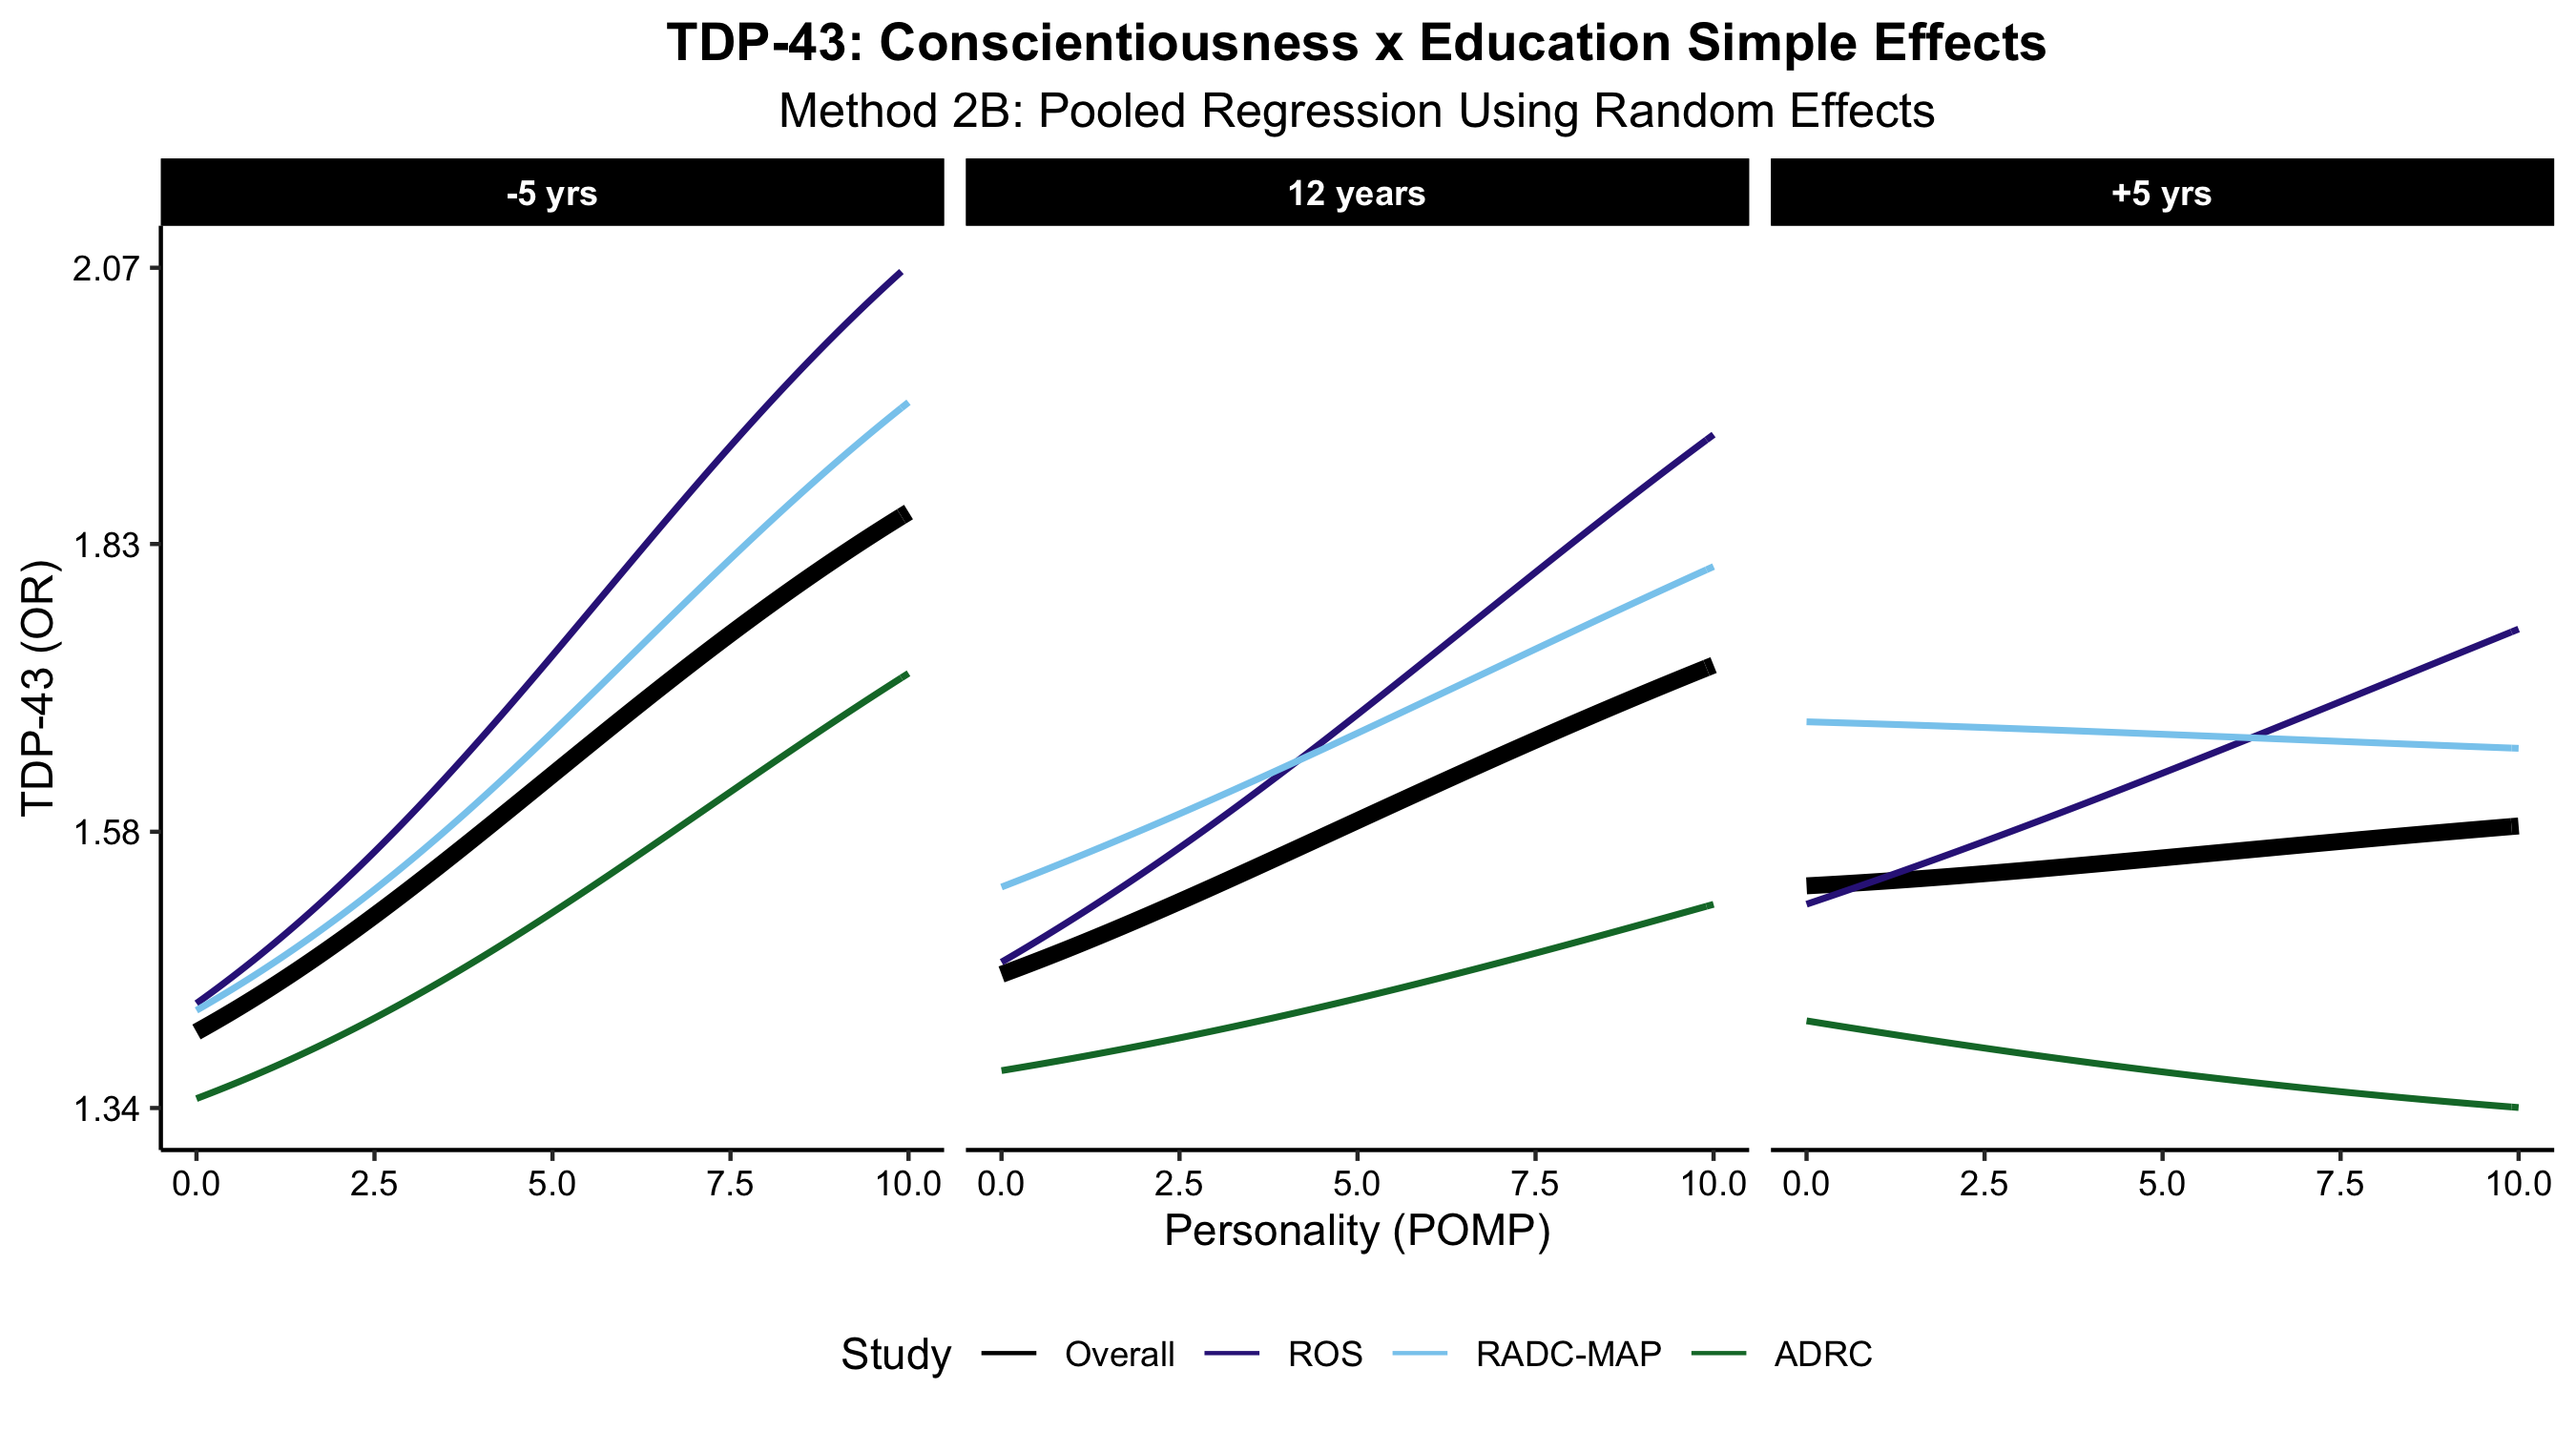 TDP-43: Conscientiousness x Education Simple Effects
Method 2B: Pooled Regression Using Random Effects
-5 yrs
12 years
+5 yrs
TDP-43 (OR)
2.07
1.83
1.58
1.34
0.0 2.5 5.0 7.5 10.0
0.0 2.5 5.0 7.5 10.0
0.0 2.5 5.0 7.5 10.0
Personality (POMP)
Study Overall ROS RADC-MAP ADRC